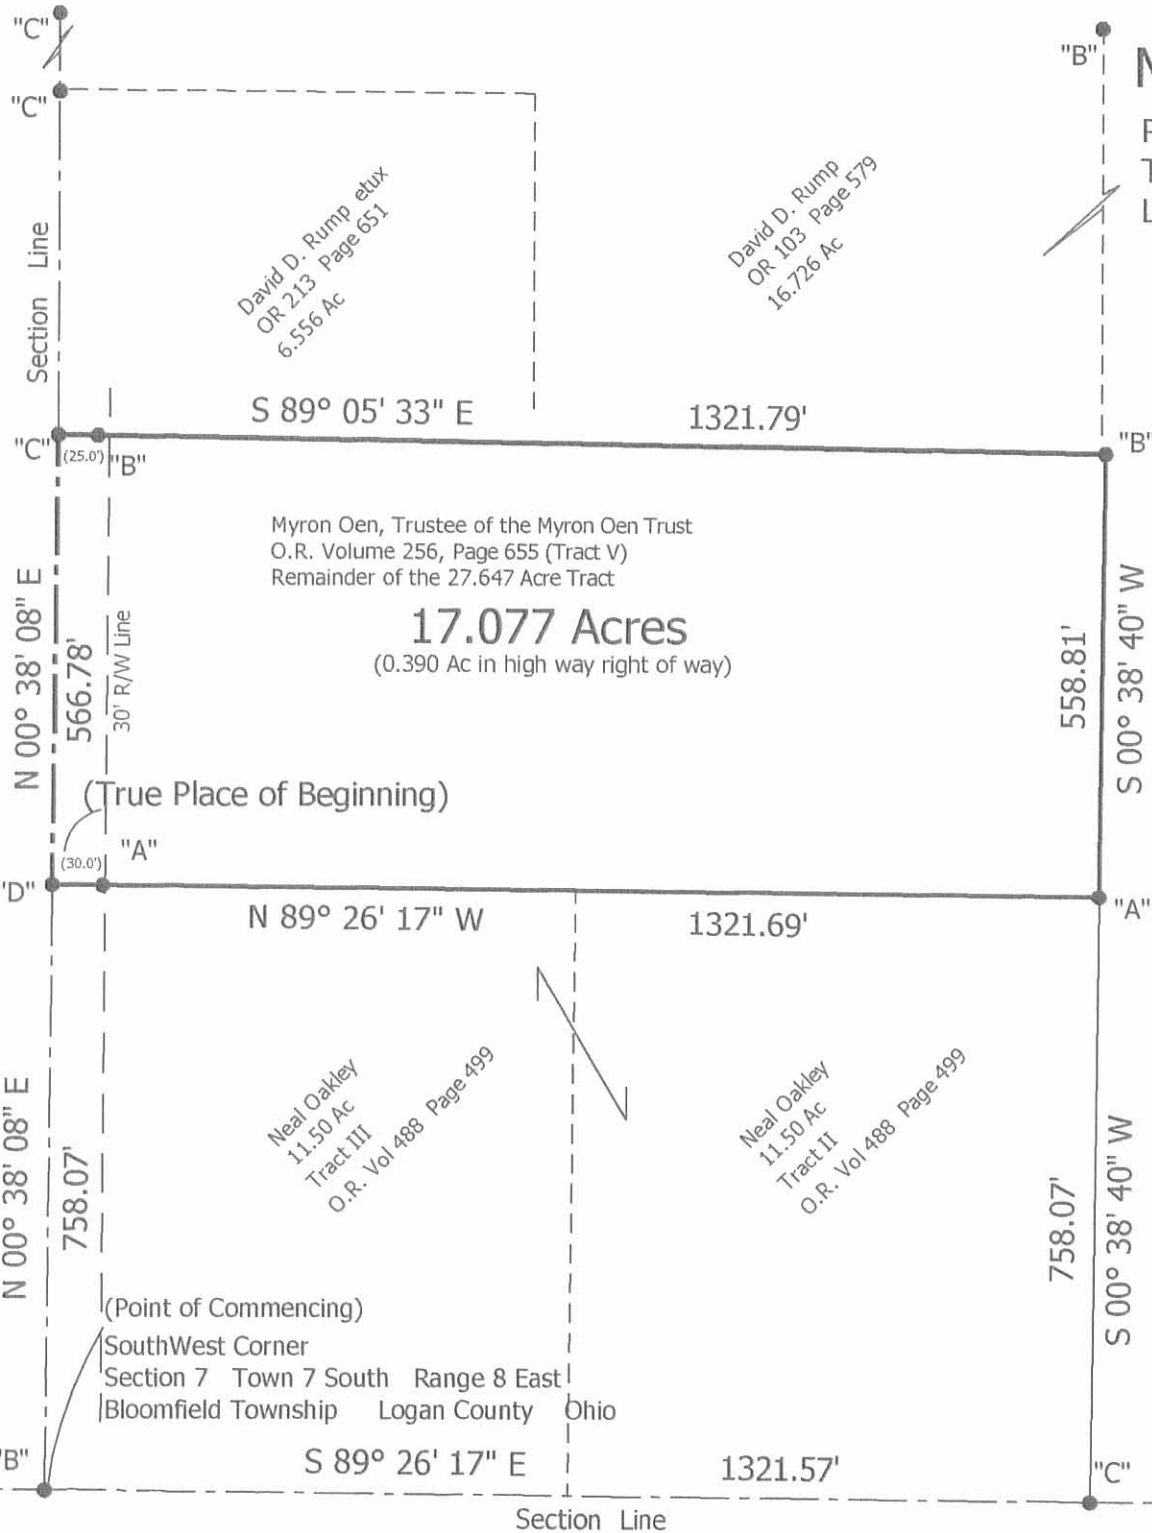 "C"
"B"
"C"
Section Line
David D. Rump etux
OR 213 Page 651
6.556 Ac
David D. Rump
OR 103 Page 579
16.726 Ac
S 89° 05' 33" E 1321.79'
"C" (25.0') "B"
"B"
Myron Oen, Trustee of the Myron Oen Trust
O.R. Volume 256, Page 655 (Tract V)
Remainder of the 27.647 Acre Tract
17.077 Acres
(0.390 Ac in high way right of way)
N 00° 38' 08" E
566.78'
30' R/W Line
558.81'
S 00° 38' 40" W
(True Place of Beginning)
(30.0') "A"
'D"
"A"
N 89° 26' 17" W 1321.69'
Neal Oakley
11.50 Ac
Tract III
O.R. Vol 488 Page 499
Neal Oakley
11.50 Ac
Tract II
O.R. Vol 488 Page 499
N 00° 38' 08" E
758.07'
758.07'
S 00° 38' 40" W
(Point of Commencing)
SouthWest Corner
Section 7 Town 7 South Range 8 East
Bloomfield Township Logan County Ohio
'B"
S 89° 26' 17" E 1321.57'
"C"
Section Line